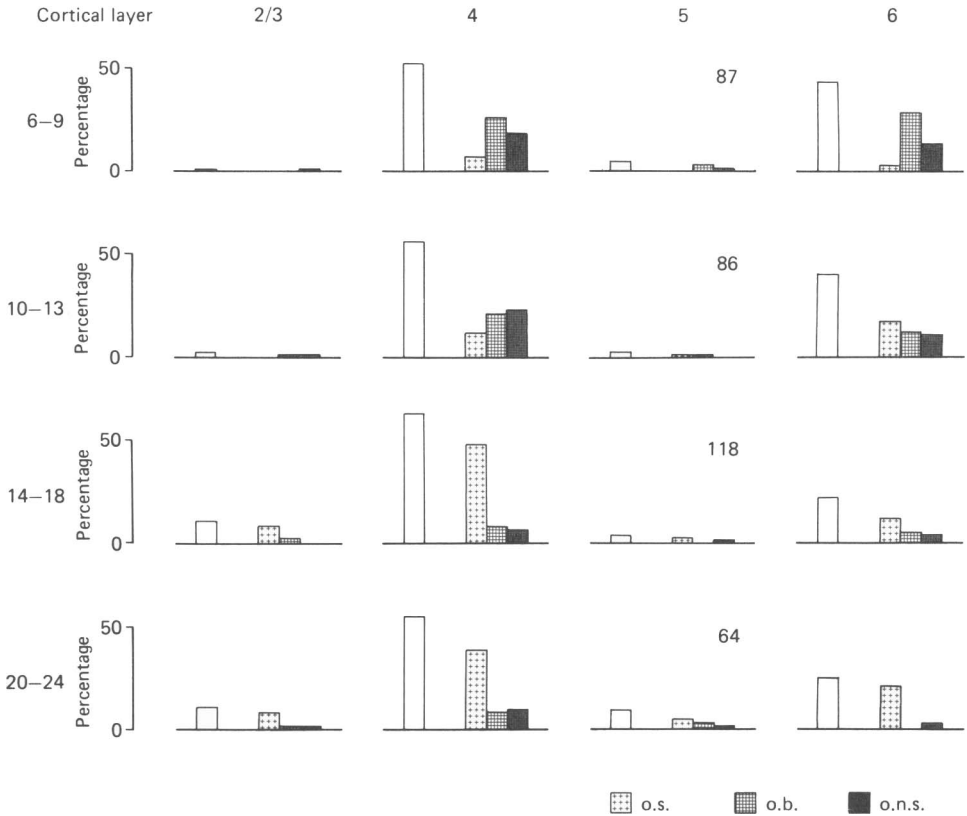 Cortical layer 2/3 4 5 6
50
87
6–9
Percentage
0
50
86
10–13
Percentage
0
50
118
14–18
Percentage
0
50
64
20–24
Percentage
0
o.s. o.b. o.n.s.